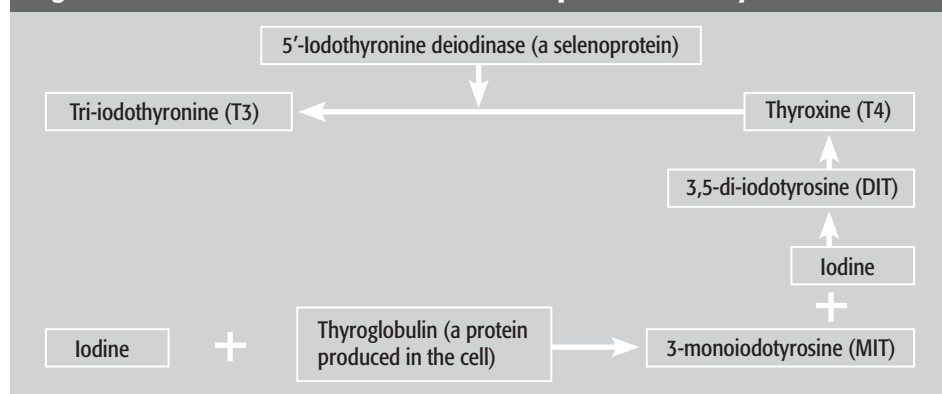 5′-Iodothyronine deiodinase (a selenoprotein)
Tri-iodothyronine (T3)
Thyroxine (T4)
3,5-di-iodotyrosine (DIT)
Iodine
+
Iodine
+
Thyroglobulin (a protein
produced in the cell)
3-monoiodotyrosine (MIT)